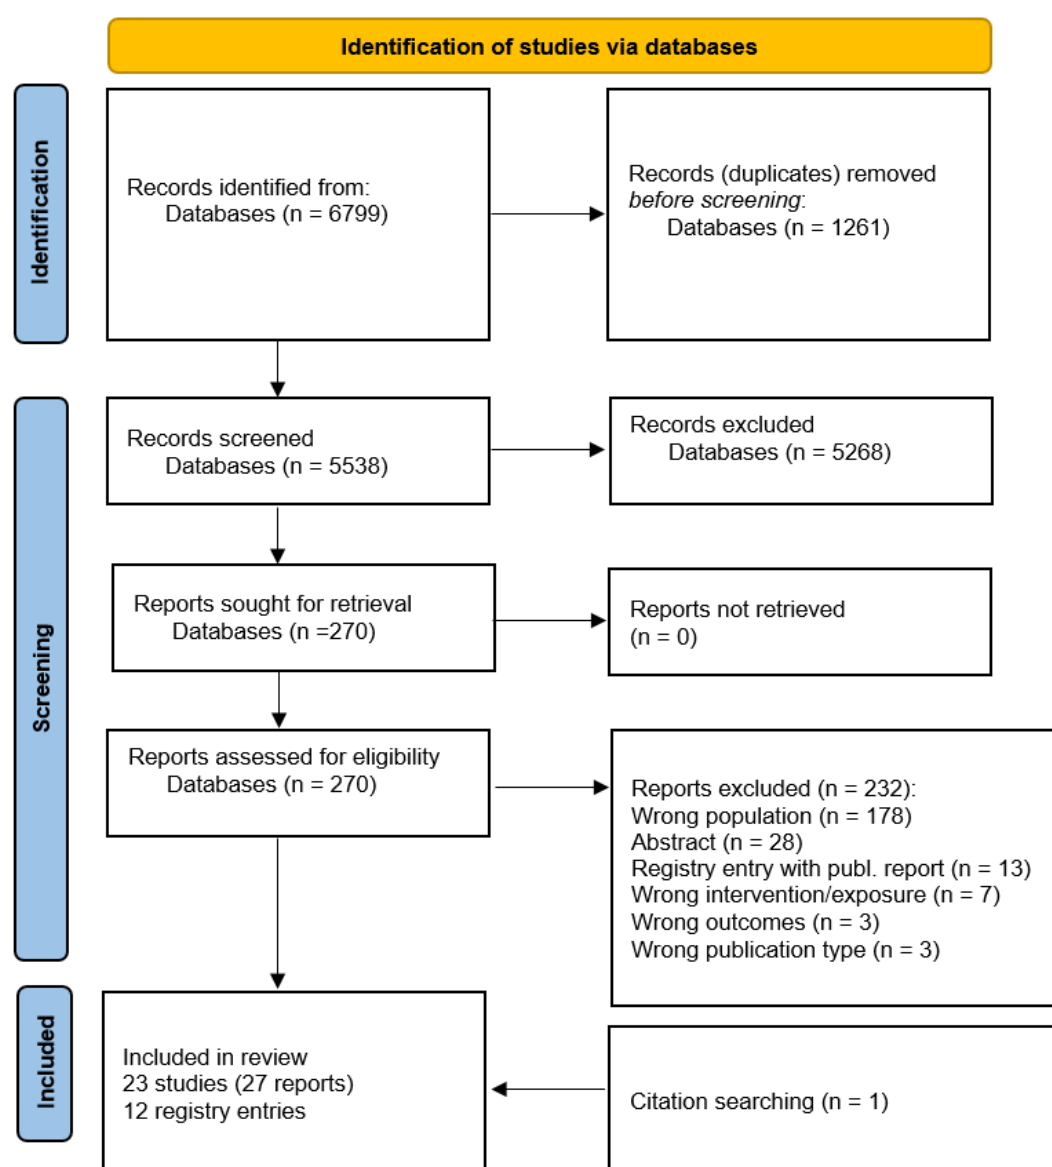 Identification of studies via databases
Identification
Records identified from:
Databases (n = 6799)
Records (duplicates) removed
before screening:
Databases (n = 1261)
Screening
Records screened
Databases (n = 5538)
Records excluded
Databases (n = 5268)
Reports sought for retrieval
Databases (n =270)
Reports not retrieved
(n = 0)
Reports assessed for eligibility
Databases (n = 270)
Reports excluded (n = 232):
Wrong population (n = 178)
Abstract (n = 28)
Registry entry with publ. report (n = 13)
Wrong intervention/exposure (n = 7)
Wrong outcomes (n = 3)
Wrong publication type (n = 3)
Included
Included in review
23 studies (27 reports)
12 registry entries
Citation searching (n = 1)